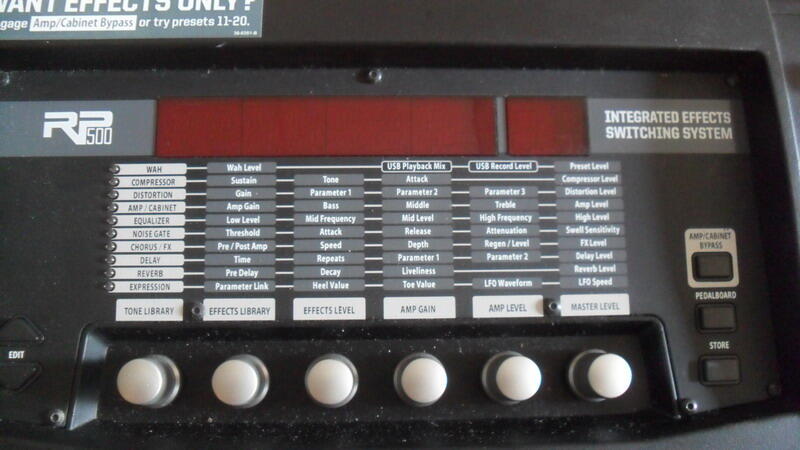 WANT EFFECTS ONLY?
gage Amp/Cabinet Bypass or try presets 11-20.
RP500
INTEGRATED EFFECTS
SWITCHING SYSTEM
WAH Wah Level USB Playback Mix USB Record Level Preset Level
COMPRESSOR Sustain Tone Attack Compressor Level
DISTORTION Gain Parameter 1 Parameter 2 Parameter 3 Distortion Level
AMP / CABINET Amp Gain Bass Middle Treble Amp Level
EQUALIZER Low Level Mid Frequency Mid Level High Frequency High Level
NOISE GATE Threshold Attack Release Attenuation Swell Sensitivity
CHORUS / FX Pre / Post Amp Speed Depth Regen / Level FX Level
DELAY Time Repeats Parameter 1 Parameter 2 Delay Level
REVERB Pre Delay Decay Liveliness Reverb Level
EXPRESSION Parameter Link Heel Value Toe Value LFO Waveform LFO Speed
TONE LIBRARY EFFECTS LIBRARY EFFECTS LEVEL AMP GAIN AMP LEVEL MASTER LEVEL
AMP/CABINET
BYPASS
PEDALBOARD
STORE
EDIT